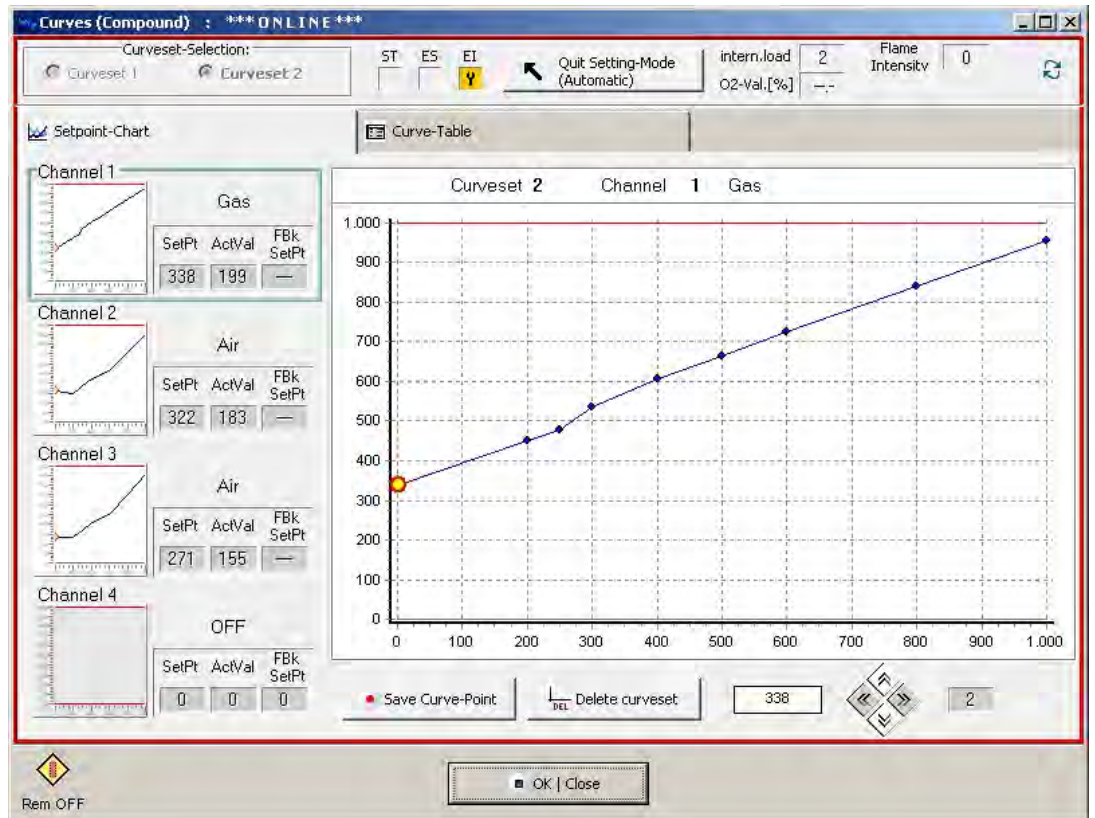 Curves (Compound) : ***ONLINE***
Curveset-Selection:
Curveset 1 Curveset 2
ST ES EI
Y
Quit Setting-Mode
(Automatic)
intern.load 2
O2-Val.[%] --.-
Flame
Intensity 0
Setpoint-Chart
Curve-Table
Channel 1
Gas
SetPt ActVal FBk
SetPt
338 199 ---
Channel 2
Air
SetPt ActVal FBk
SetPt
322 183 ---
Channel 3
Air
SetPt ActVal FBk
SetPt
271 155 ---
Channel 4
OFF
SetPt ActVal FBk
SetPt
0 0 0
Curveset 2 Channel 1 Gas
1.000
900
800
700
600
500
400
300
200
100
0
0 100 200 300 400 500 600 700 800 900 1.000
Save Curve-Point
DEL Delete curveset
338
2
Rem OFF
OK | Close